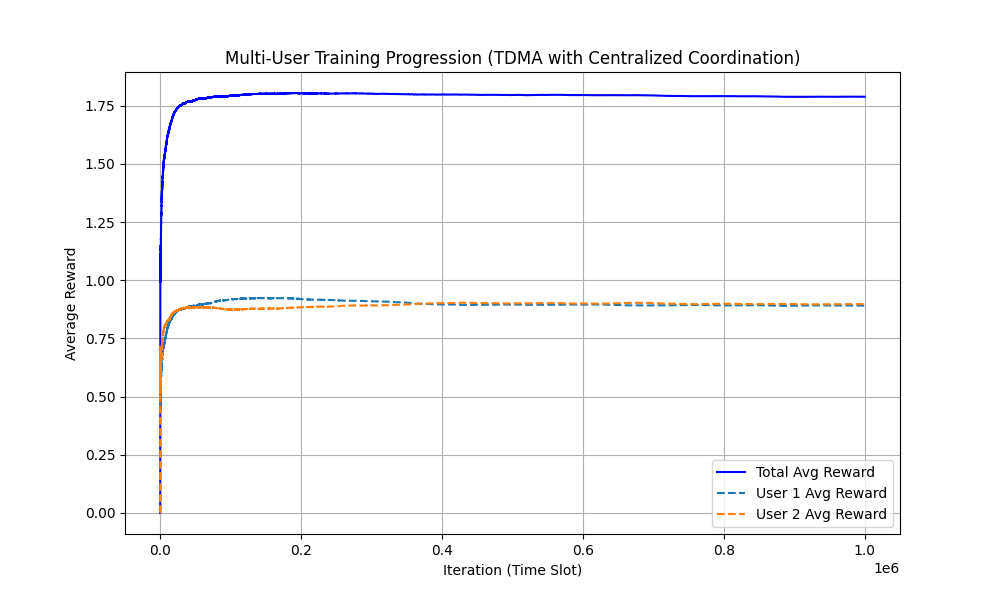 Multi-User Training Progression (TDMA with Centralized Coordination)
1.75
1.50
1.25
1.00
0.75
0.50
0.25
0.00
Average Reward
Total Avg Reward
User 1 Avg Reward
User 2 Avg Reward
0.0 0.2 0.4 0.6 0.8 1.0
1e6
Iteration (Time Slot)